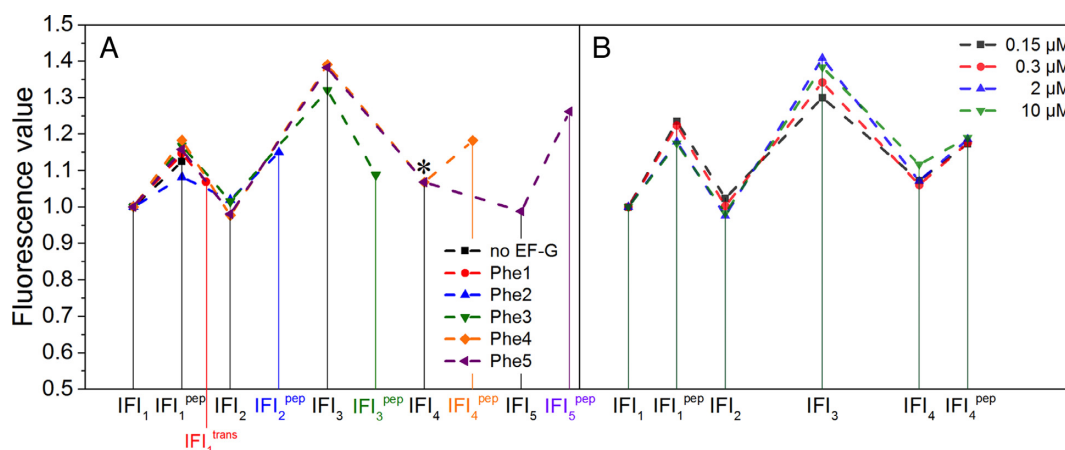 A
B
Fluorescence value
1.5
1.4
1.3
1.2
1.1
1.0
0.9
0.8
0.7
0.6
0.5
*
no EF-G
Phe1
Phe2
Phe3
Phe4
Phe5
0.15 µM
0.3 µM
2 µM
10 µM
IFI₁ IFI₁ᵖᵉᵖ IFI₂ IFI₂ᵖᵉᵖ IFI₃ IFI₃ᵖᵉᵖ IFI₄ IFI₄ᵖᵉᵖ IFI₅ IFI₅ᵖᵉᵖ
IFI₁ᵗʳᵃⁿˢ
IFI₁ IFI₁ᵖᵉᵖ IFI₂ IFI₃ IFI₄ IFI₄ᵖᵉᵖ